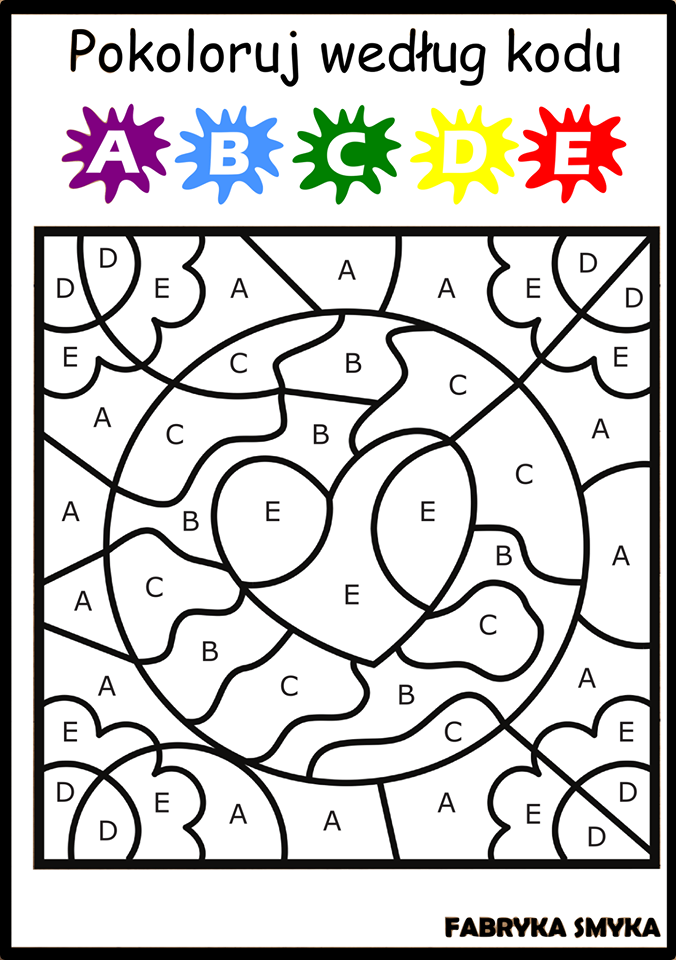 Pokoloruj według kodu
A B C D E
D D E A A A E D D
E C B C E
A C B A
C
A B E E
B A
C E
A C
B
A C B A
E C E
D E A A A E D
D D
FABRYKA SMYKA